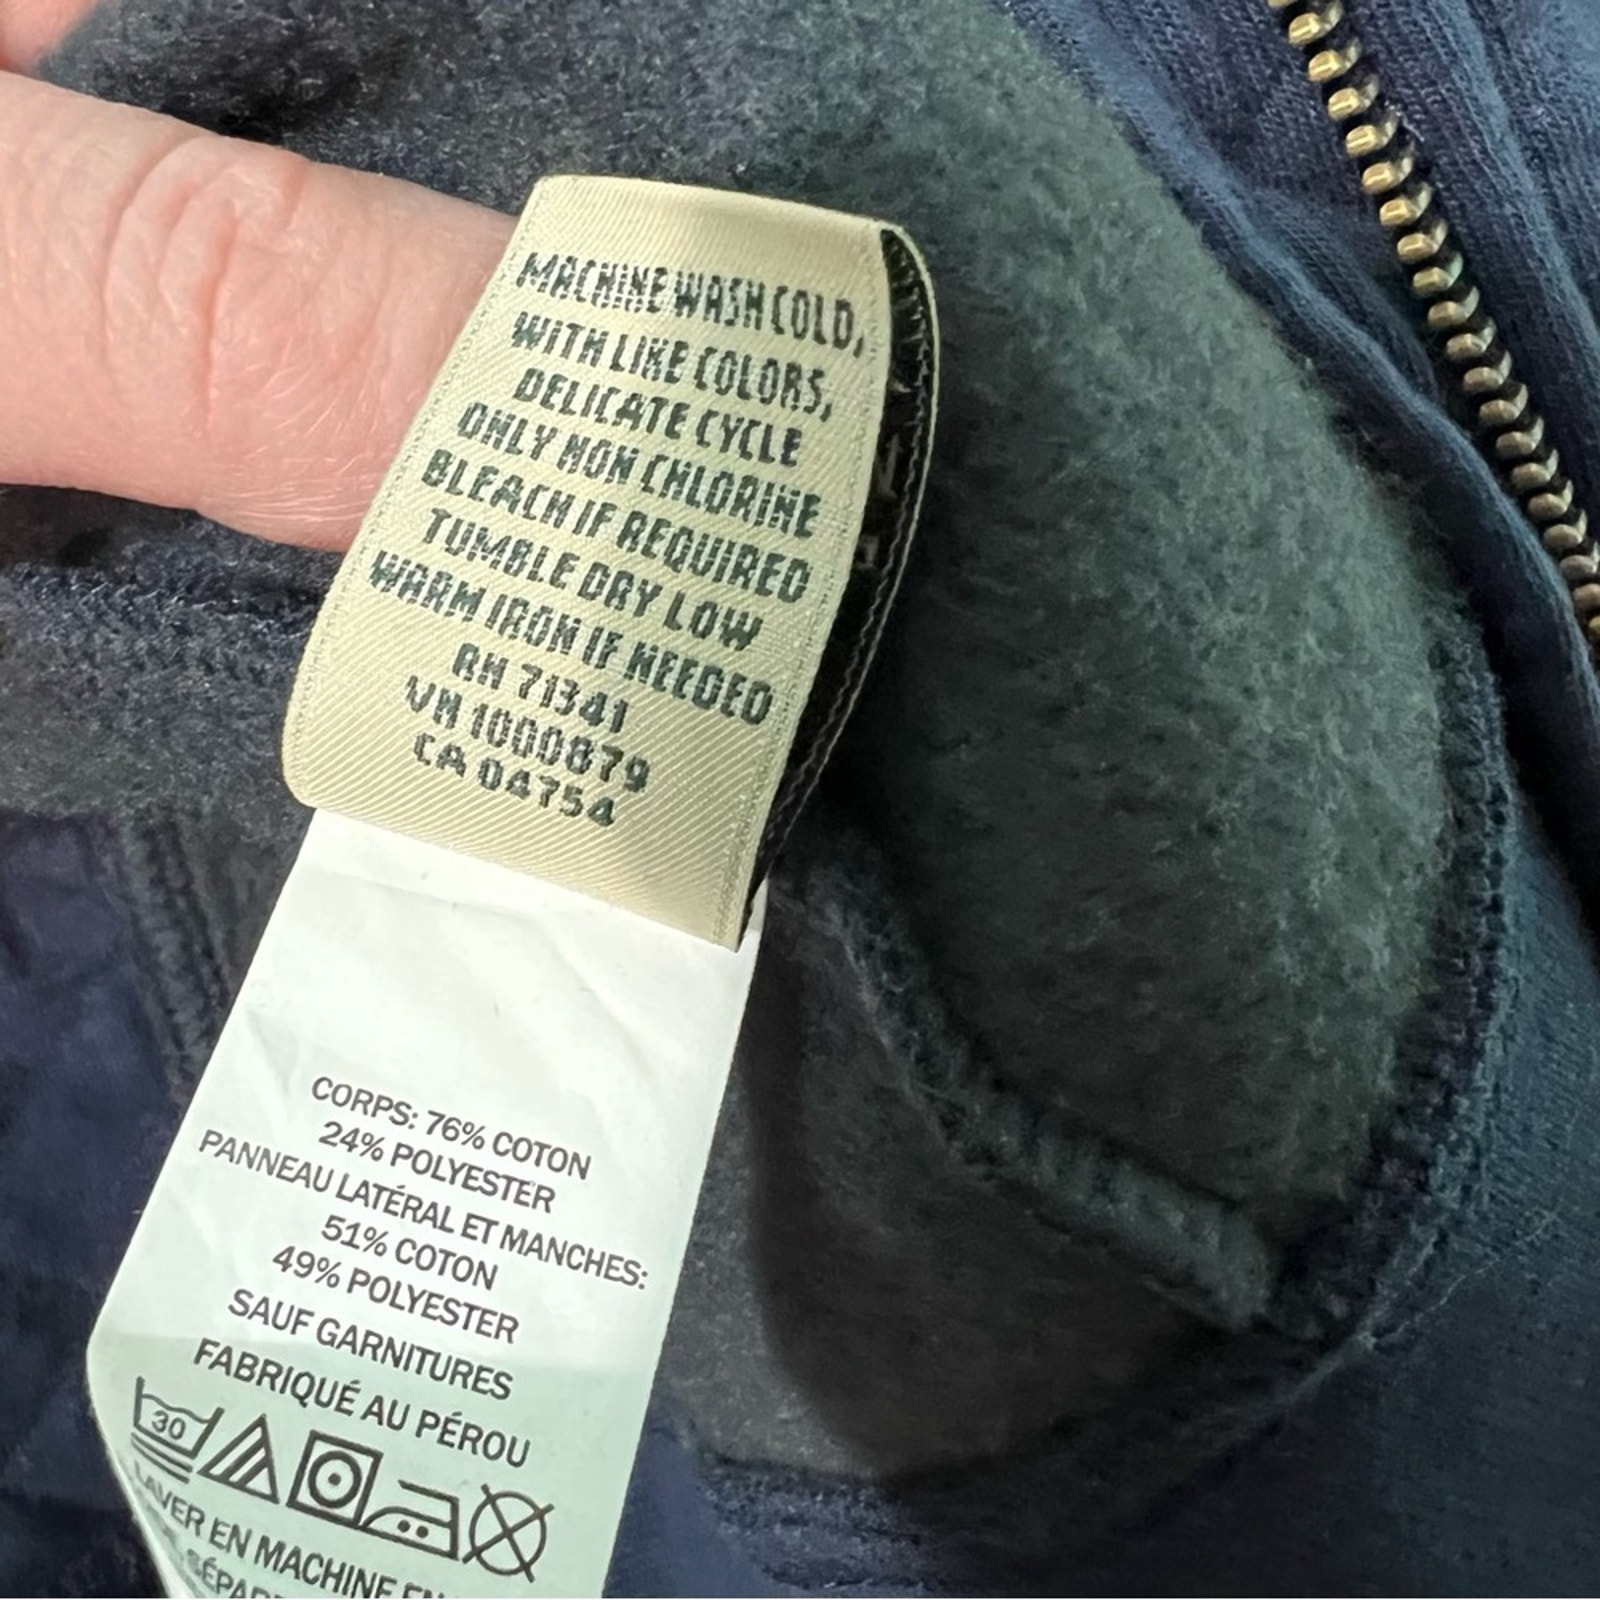 MACHINE WASH COLD,
WITH LIKE COLORS,
DELICATE CYCLE
ONLY NON CHLORINE
BLEACH IF REQUIRED
TUMBLE DRY LOW
WARM IRON IF NEEDED
RN 71341
VN 1000879
CA 04754
CORPS: 76% COTON
24% POLYESTER
PANNEAU LATÉRAL ET MANCHES:
51% COTON
49% POLYESTER
SAUF GARNITURES
FABRIQUÉ AU PÉROU
30
LAVER EN MACHINE EN